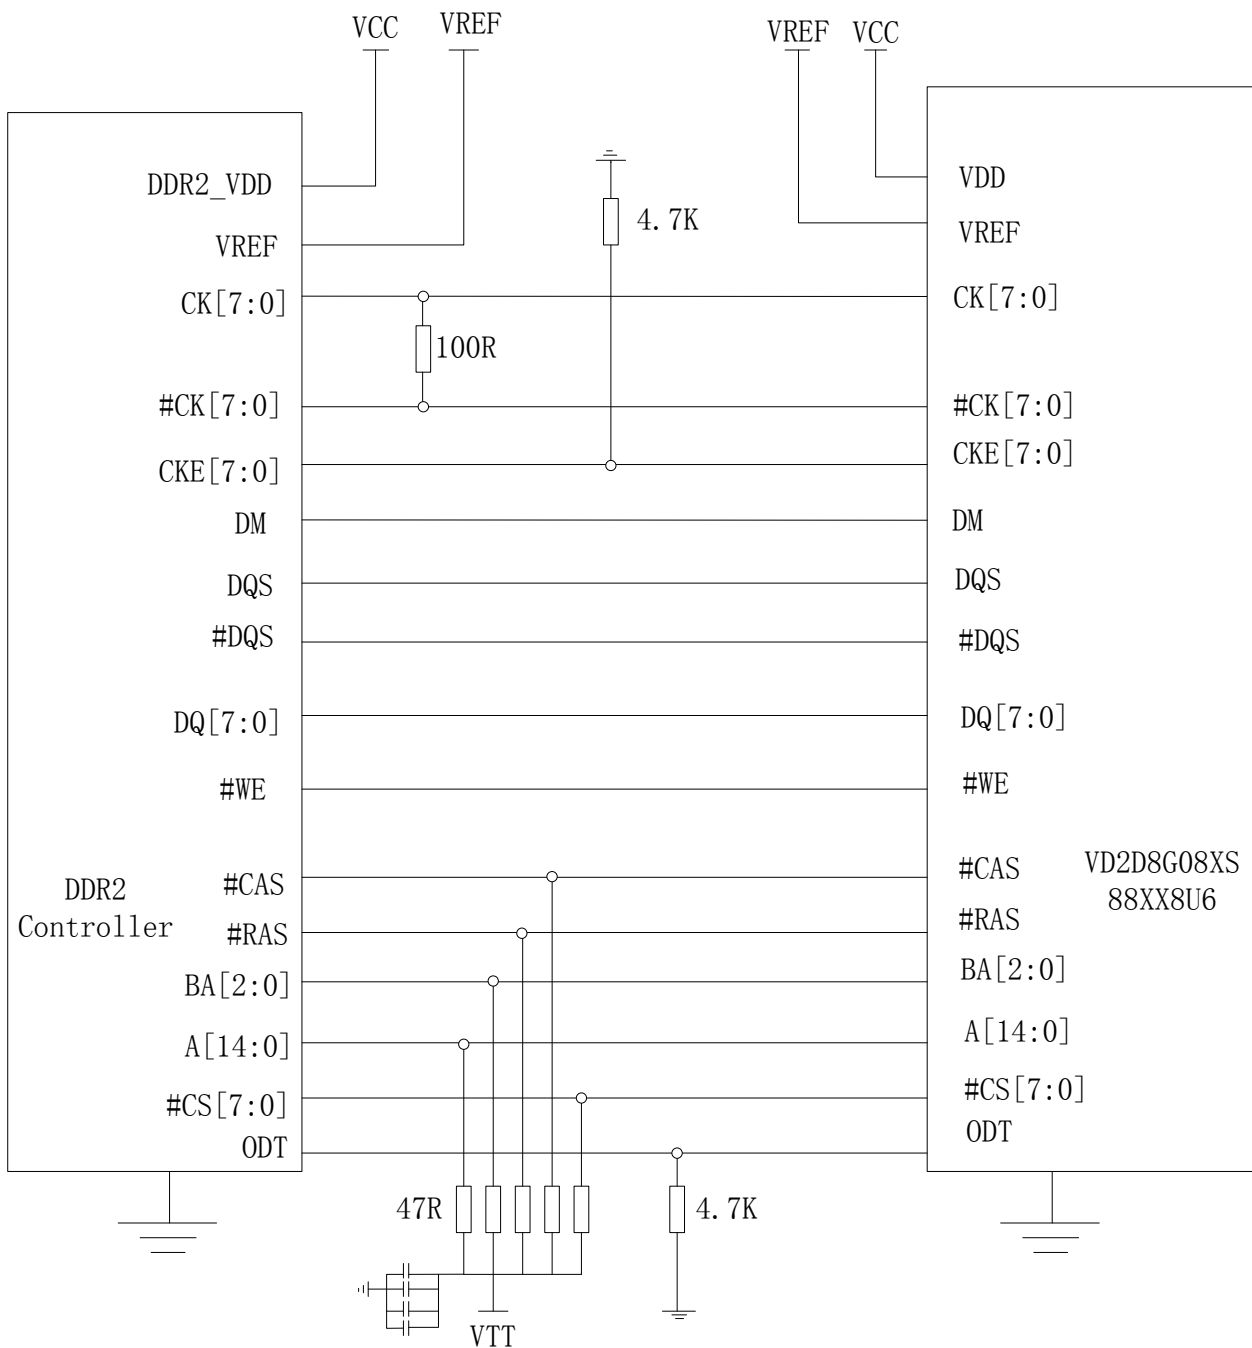 VCC
VREF
VREF
VCC
DDR2_VDD
VREF
CK[7:0]
#CK[7:0]
CKE[7:0]
DM
DQS
#DQS
DQ[7:0]
#WE
#CAS
#RAS
BA[2:0]
A[14:0]
#CS[7:0]
ODT
DDR2
Controller
4.7K
100R
47R
4.7K
VTT
VDD
VREF
CK[7:0]
#CK[7:0]
CKE[7:0]
DM
DQS
#DQS
DQ[7:0]
#WE
#CAS
#RAS
BA[2:0]
A[14:0]
#CS[7:0]
ODT
VD2D8G08XS
88XX8U6